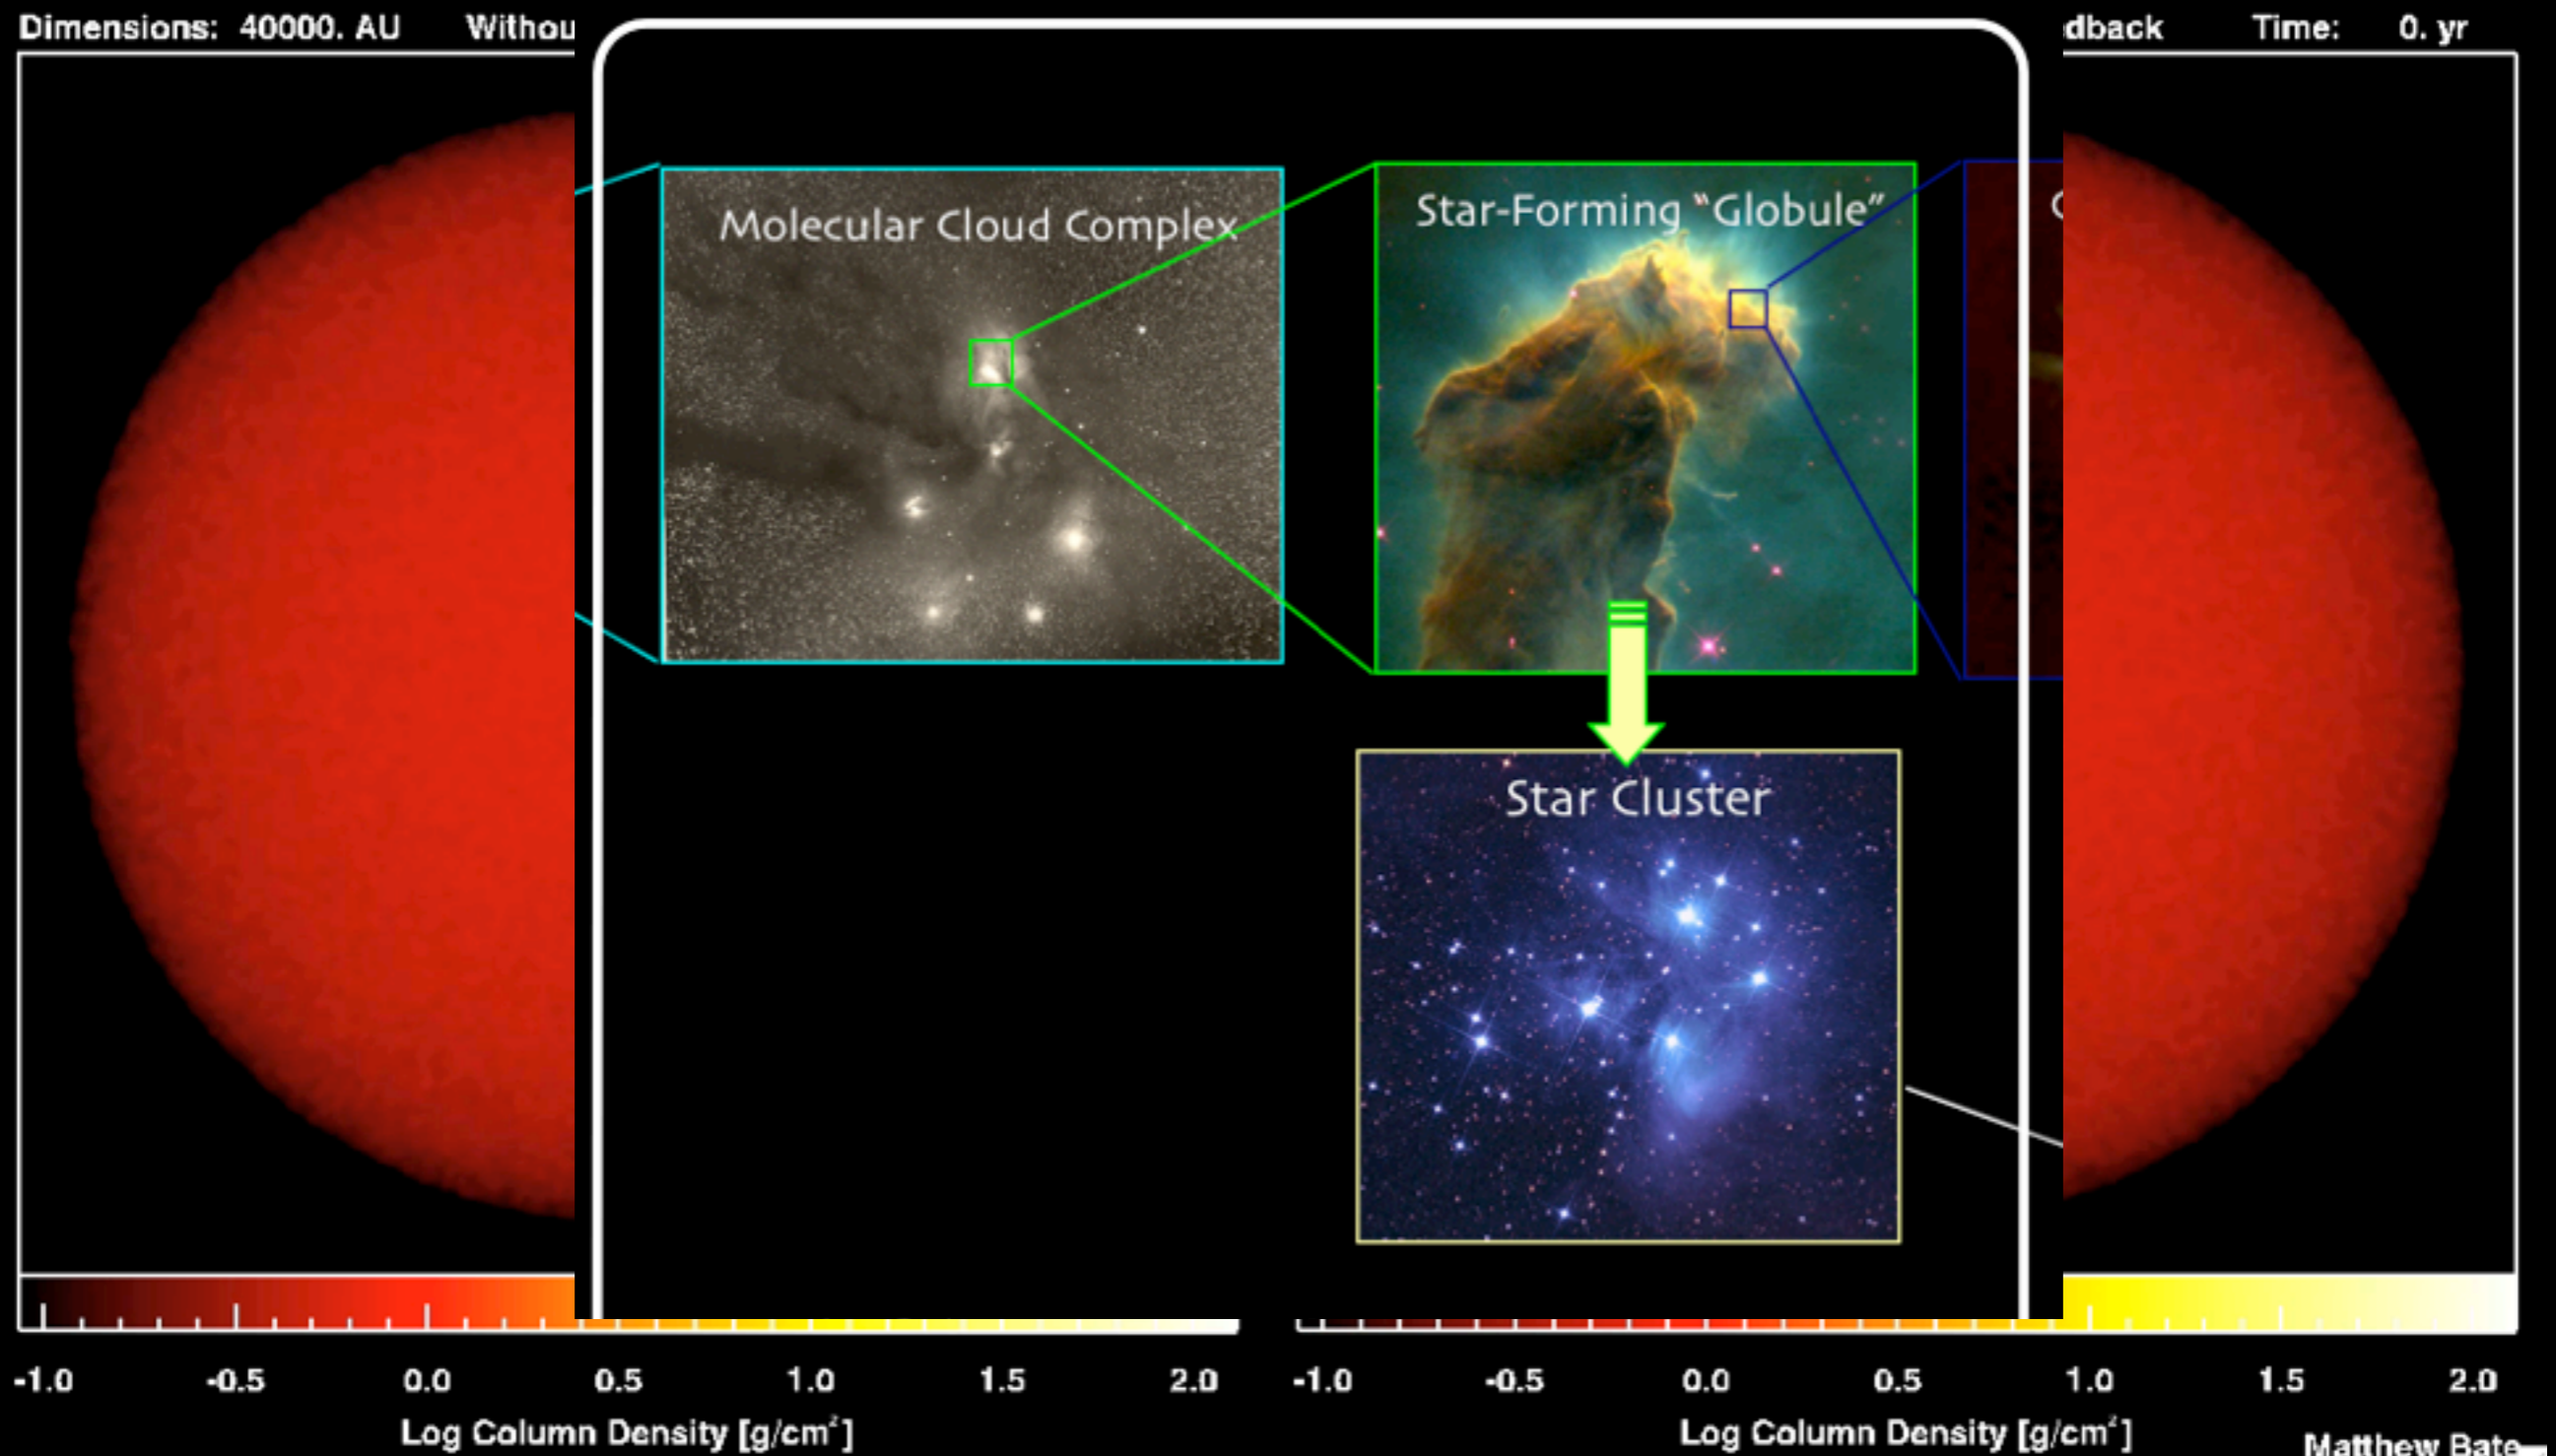 Dimensions: 40000. AU Withou
dback Time: 0. yr
Molecular Cloud Complex
Star-Forming "Globule"
Star Cluster
-1.0 -0.5 0.0 0.5 1.0 1.5 2.0
-1.0 -0.5 0.0 0.5 1.0 1.5 2.0
Log Column Density [g/cm²]
Log Column Density [g/cm²]
Matthew Bate